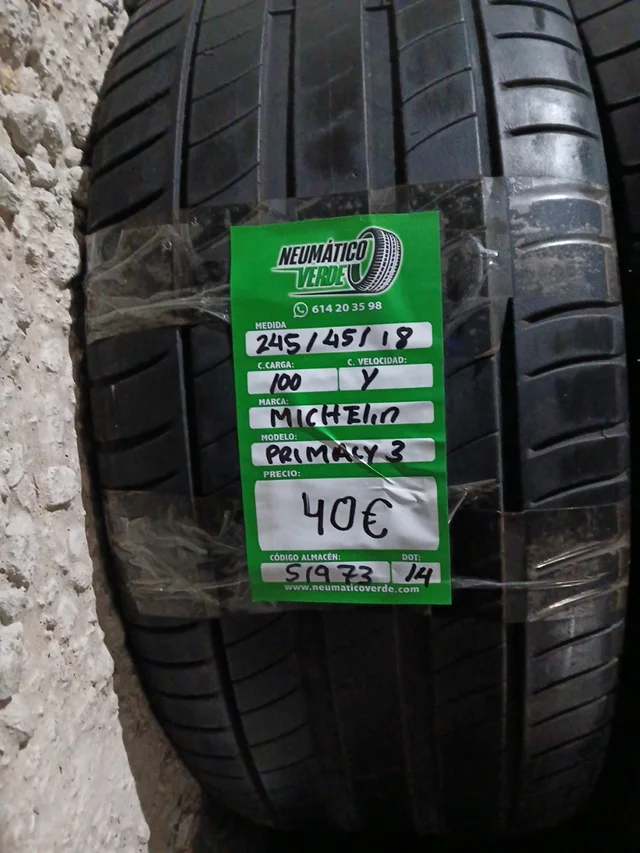 NEUMÁTICO
VERDE
614 20 35 98
MEDIDA
245/45/18
C.CARGA: C. VELOCIDAD:
100 Y
MARCA:
MICHELIN
MODELO:
PRIMACY 3
PRECIO:
40€
CÓDIGO ALMACÉN: DOT:
51973 14
www.neumaticoverde.com